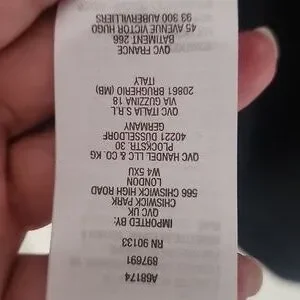 A68174
897691
RN 90133
IMPORTED BY:
QVC UK
CHISWICK PARK
566 CHISWICK HIGH ROAD
LONDON
W4 5XU
QVC HANDEL LLC & CO. KG
PLOCKSTR. 30
40221 DUSSELDORF
GERMANY
QVC ITALIA S.R.L
VIA GUZZINA 18
20861 BRUGHERIO (MB)
ITALY
QVC FRANCE
BATIMENT 266
45 AVENUE VICTOR HUGO
93 300 AUBERVILLIERS